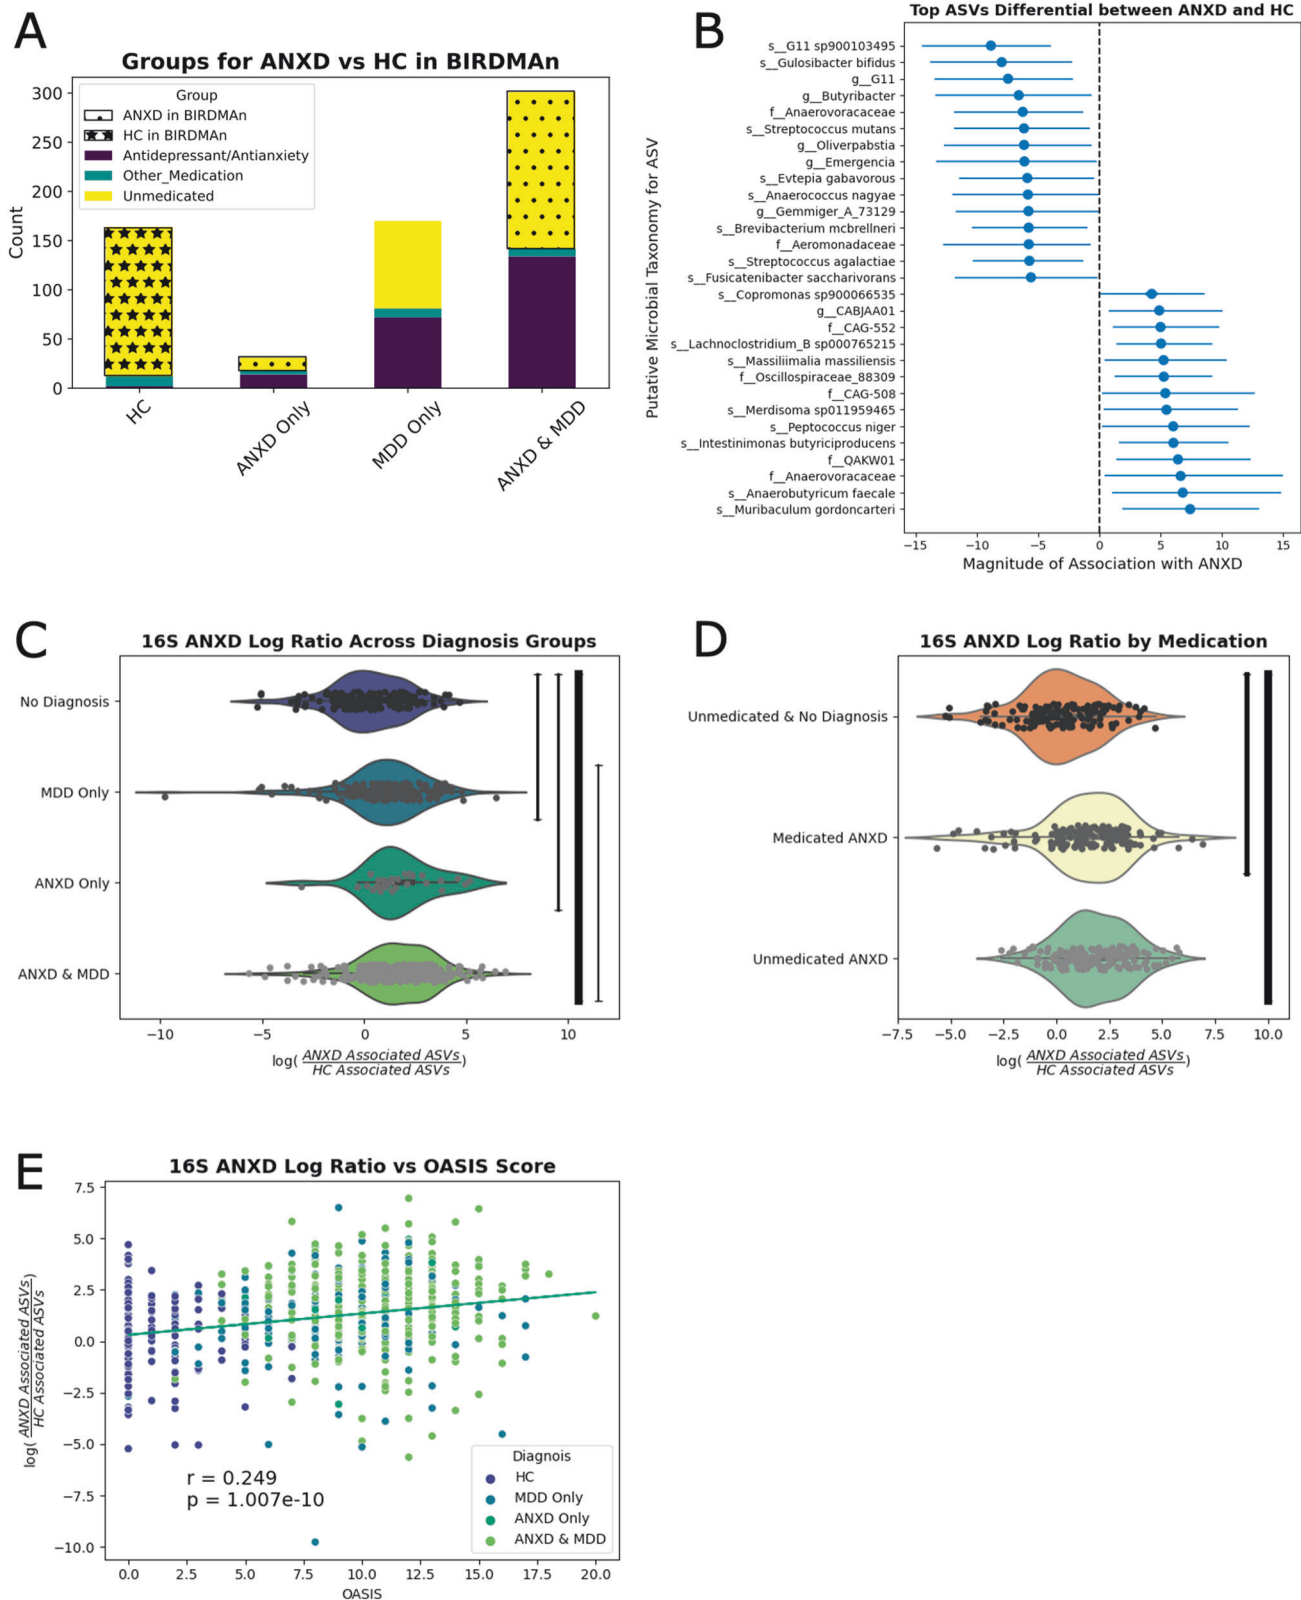 A
Groups for ANXD vs HC in BIRDMAn
Group
ANXD in BIRDMAn
HC in BIRDMAn
Antidepressant/Antianxiety
Other_Medication
Unmedicated
Count
300
250
200
150
100
50
0
HC
ANXD Only
MDD Only
ANXD & MDD
B
Top ASVs Differential between ANXD and HC
Putative Microbial Taxonomy for ASV
s__G11 sp900103495
s__Gulosibacter bifidus
g__G11
g__Butyribacter
f__Anaerovoracaceae
s__Streptococcus mutans
g__Oliverpabstia
g__Emergencia
s__Evtepia gabavorous
s__Anaerococcus nagyae
g__Gemmiger_A_73129
s__Brevibacterium mcbrellneri
f__Aeromonadaceae
s__Streptococcus agalactiae
s__Fusicatenibacter saccharivorans
s__Copromonas sp900066535
g__CABJAA01
f__CAG-552
s__Lachnoclostridium_B sp000765215
s__Massiliimalia massiliensis
f__Oscillospiraceae_88309
f__CAG-508
s__Merdisoma sp011959465
s__Peptococcus niger
s__Intestinimonas butyriciproducens
f__QAKW01
f__Anaerovoracaceae
s__Anaerobutyricum faecale
s__Muribaculum gordoncarteri
−15 −10 −5 0 5 10 15
Magnitude of Association with ANXD
C
16S ANXD Log Ratio Across Diagnosis Groups
No Diagnosis
MDD Only
ANXD Only
ANXD & MDD
−10 −5 0 5 10
log( ANXD Associated ASVs / HC Associated ASVs )
D
16S ANXD Log Ratio by Medication
Unmedicated & No Diagnosis
Medicated ANXD
Unmedicated ANXD
−7.5 −5.0 −2.5 0.0 2.5 5.0 7.5 10.0
log( ANXD Associated ASVs / HC Associated ASVs )
E
16S ANXD Log Ratio vs OASIS Score
log( ANXD Associated ASVs / HC Associated ASVs )
7.5
5.0
2.5
0.0
−2.5
−5.0
−7.5
−10.0
r = 0.249
p = 1.007e-10
Diagnois
HC
MDD Only
ANXD Only
ANXD & MDD
0.0 2.5 5.0 7.5 10.0 12.5 15.0 17.5 20.0
OASIS